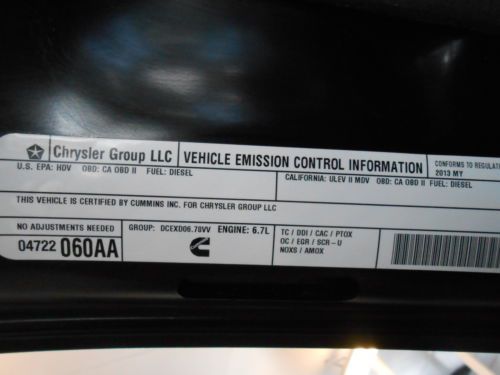 Chrysler Group LLC VEHICLE EMISSION CONTROL INFORMATION CONFORMS TO REGULATIONS
2013 MY
U.S. EPA: HDV OBD: CA OBD II FUEL: DIESEL
CALIFORNIA: ULEV II MDV OBD: CA OBD II FUEL: DIESEL
THIS VEHICLE IS CERTIFIED BY CUMMINS INC. FOR CHRYSLER GROUP LLC
NO ADJUSTMENTS NEEDED
04722 060AA
GROUP: DCEXD06.78VV ENGINE: 6.7L
TC / DDI / CAC / PTOX
OC / EGR / SCR-U
NOXS / AMOX